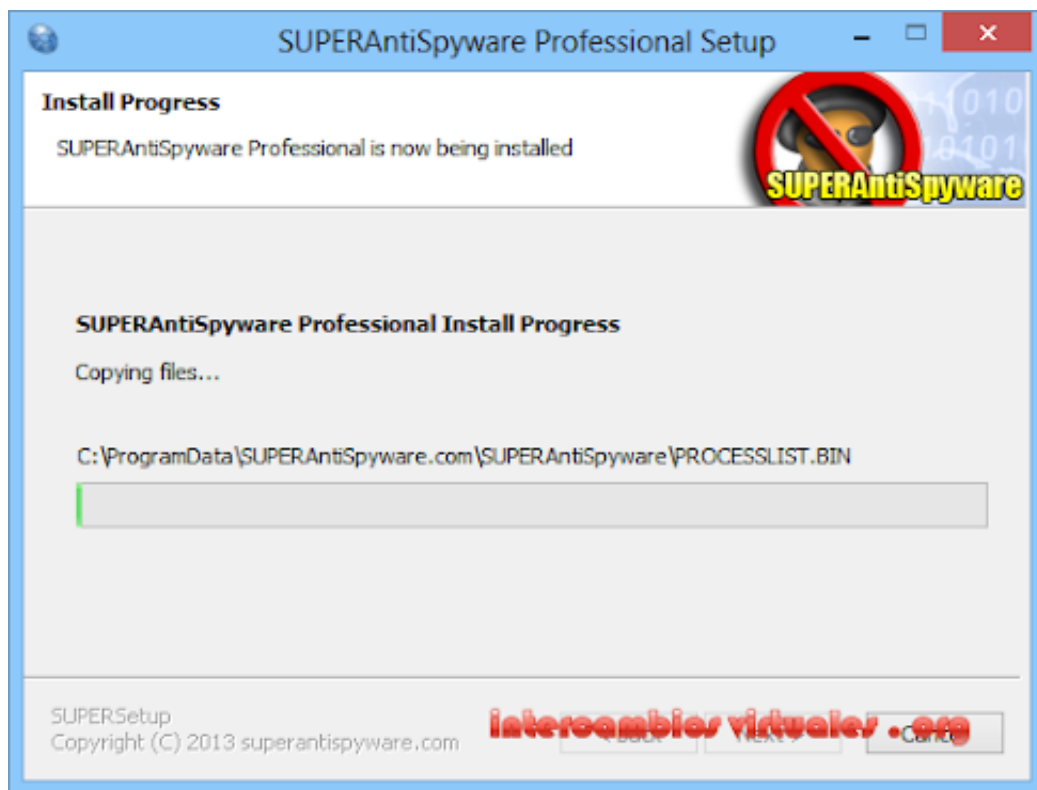 SUPERAntiSpyware Professional Setup
Install Progress
SUPERAntiSpyware Professional is now being installed
SUPERAntiSpyware
SUPERAntiSpyware Professional Install Progress
Copying files...
C:\ProgramData\SUPERAntiSpyware.com\SUPERAntiSpyware\PROCESSLIST.BIN
SUPERSetup
Copyright (C) 2013 superantispyware.com
intercambios virtuales .org
Cancel